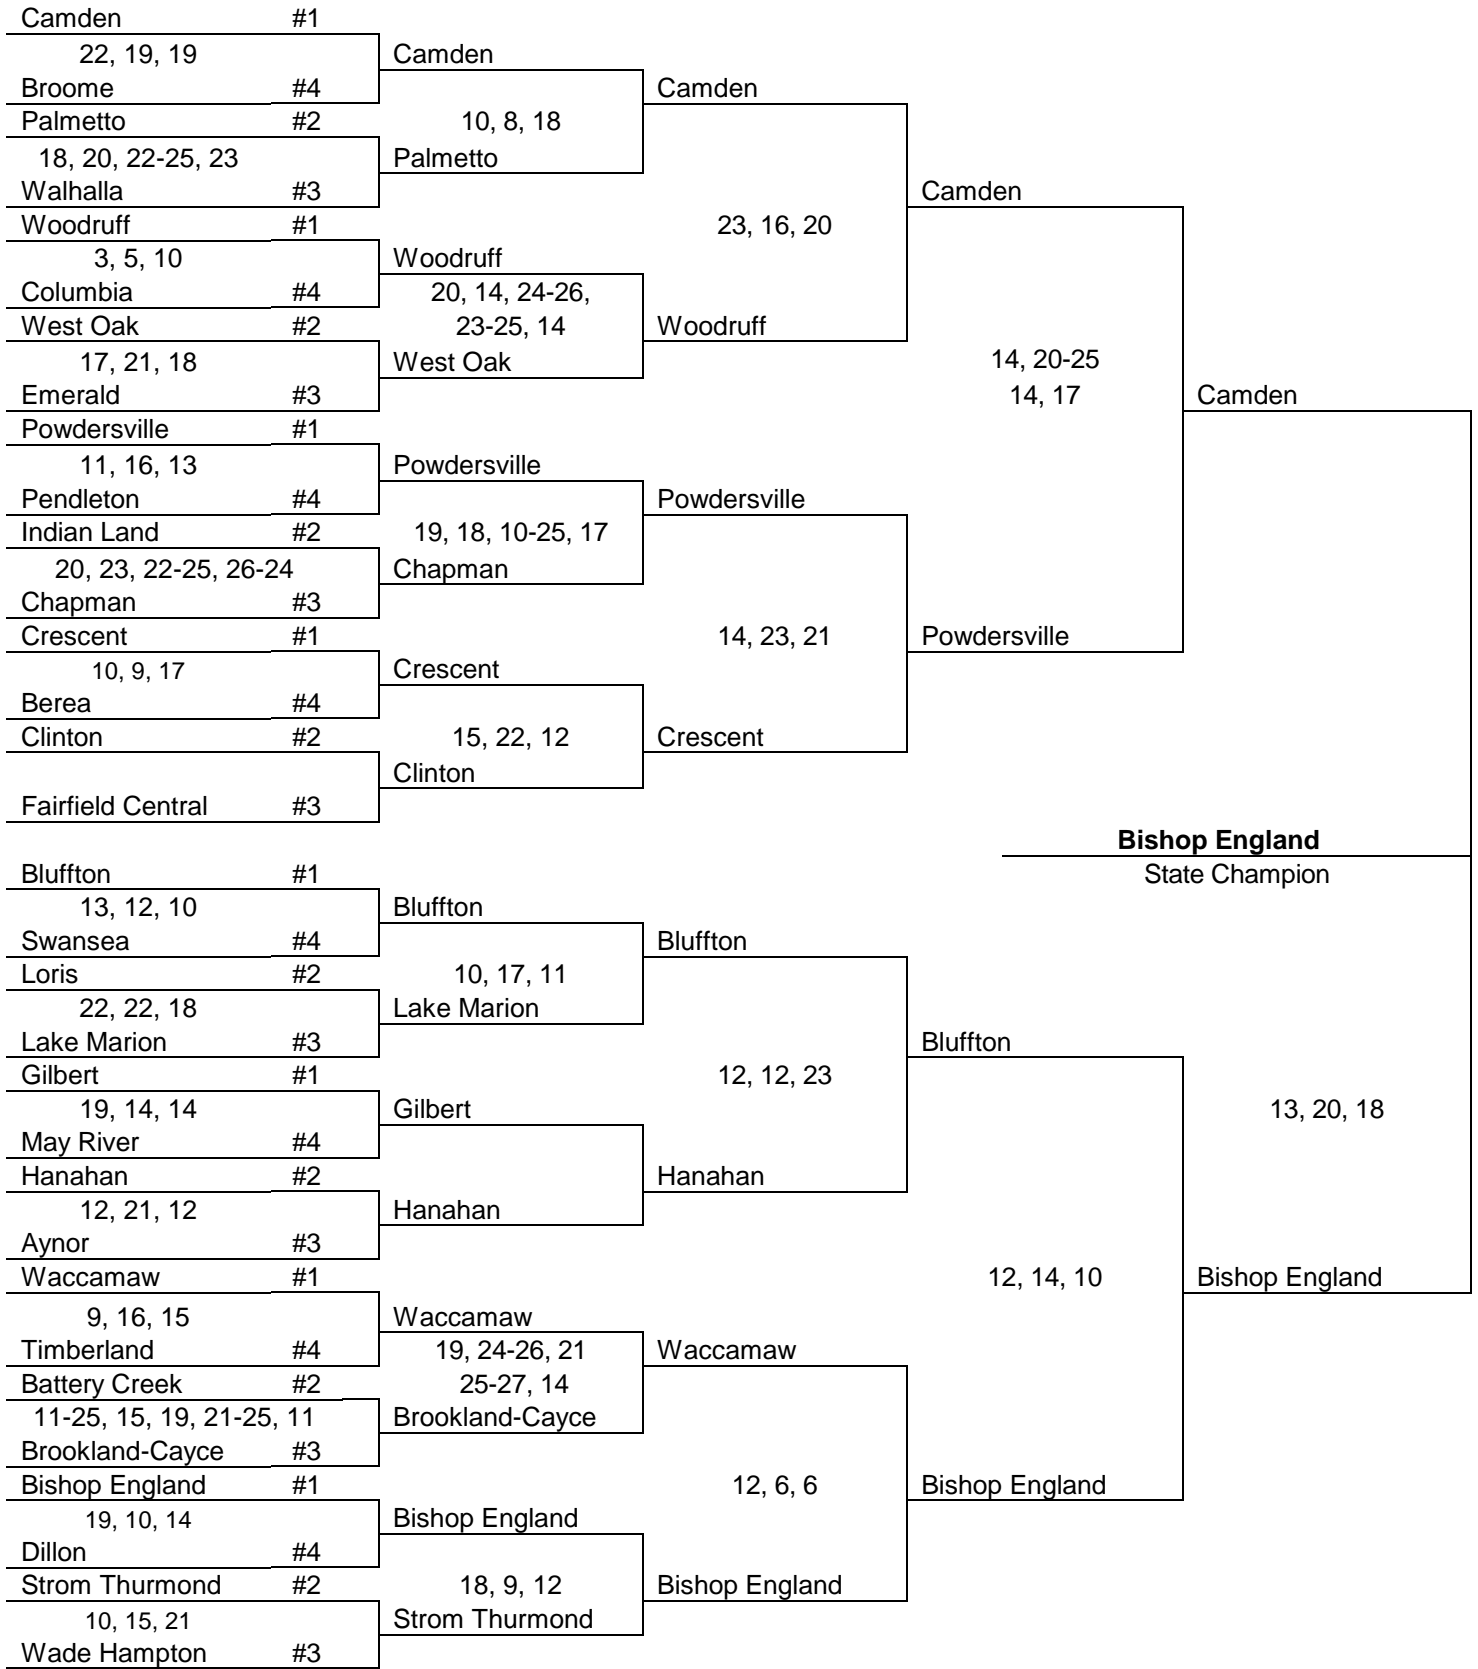 Camden #1
22, 19, 19
Camden
Broome #4
Camden
Palmetto #2
10, 8, 18
18, 20, 22-25, 23
Palmetto
Walhalla #3
Camden
Woodruff #1
23, 16, 20
3, 5, 10
Woodruff
Columbia #4
20, 14, 24-26,
West Oak #2
23-25, 14
Woodruff
17, 21, 18
West Oak
14, 20-25
Emerald #3
14, 17
Camden
Powdersville #1
11, 16, 13
Powdersville
Pendleton #4
Powdersville
Indian Land #2
19, 18, 10-25, 17
20, 23, 22-25, 26-24
Chapman
Chapman #3
Crescent #1
14, 23, 21
Powdersville
10, 9, 17
Crescent
Berea #4
Clinton #2
15, 22, 12
Crescent
Clinton
Fairfield Central #3
Bishop England
State Champion
Bluffton #1
13, 12, 10
Bluffton
Swansea #4
Bluffton
Loris #2
10, 17, 11
22, 22, 18
Lake Marion
Lake Marion #3
Bluffton
Gilbert #1
12, 12, 23
19, 14, 14
Gilbert
13, 20, 18
May River #4
Hanahan #2
Hanahan
12, 21, 12
Hanahan
Aynor #3
Waccamaw #1
12, 14, 10
Bishop England
9, 16, 15
Waccamaw
Timberland #4
19, 24-26, 21
Waccamaw
Battery Creek #2
25-27, 14
11-25, 15, 19, 21-25, 11
Brookland-Cayce
Brookland-Cayce #3
Bishop England #1
12, 6, 6
Bishop England
19, 10, 14
Bishop England
Dillon #4
Strom Thurmond #2
18, 9, 12
Bishop England
10, 15, 21
Strom Thurmond
Wade Hampton #3